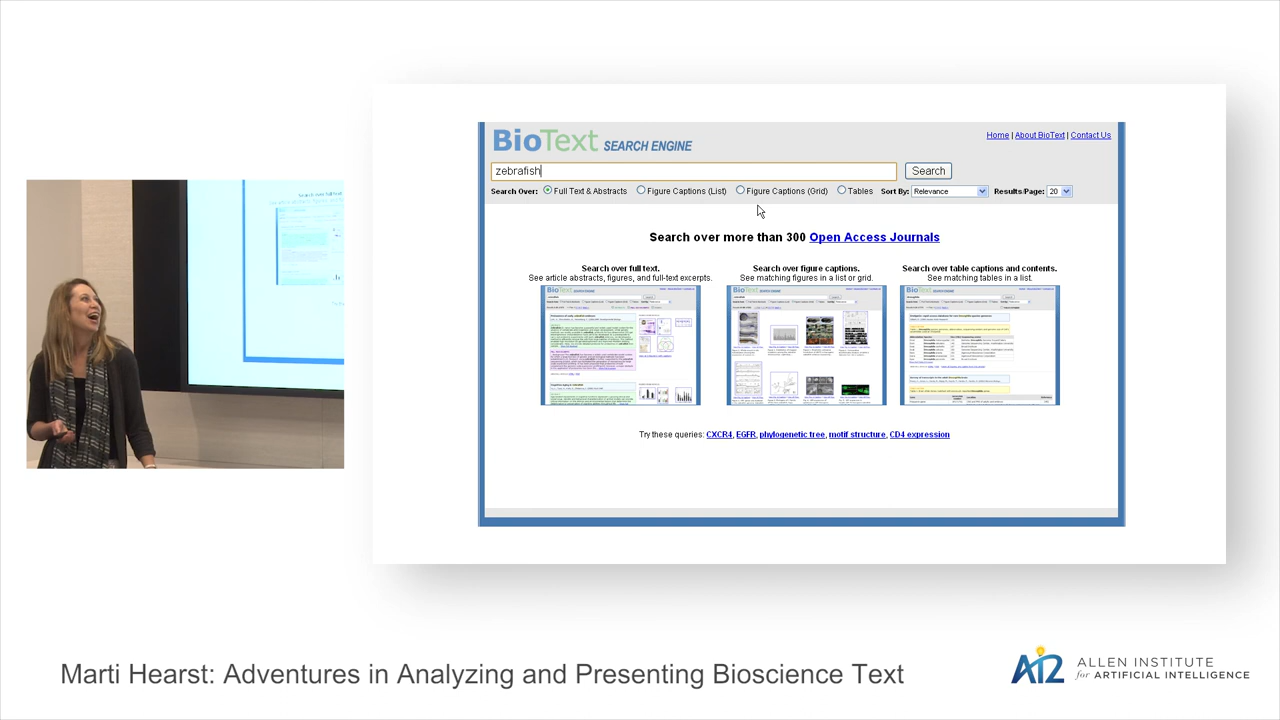 BioText SEARCH ENGINE
Home | About BioText | Contact Us
zebrafish
Search
Search Over: Full Text & Abstracts Figure Captions (List) Figure Captions (Grid) Tables Sort By: Relevance Results/Page: 20
Search over more than 300 Open Access Journals
Search over full text.
See article abstracts, figures, and full-text excerpts.
Search over figure captions.
See matching figures in a list or grid.
Search over table captions and contents.
See matching tables in a list.
Try these queries: CXCR4, EGFR, phylogenetic tree, motif structure, CD4 expression
Marti Hearst: Adventures in Analyzing and Presenting Bioscience Text
AI2 ALLEN INSTITUTE
for ARTIFICIAL INTELLIGENCE